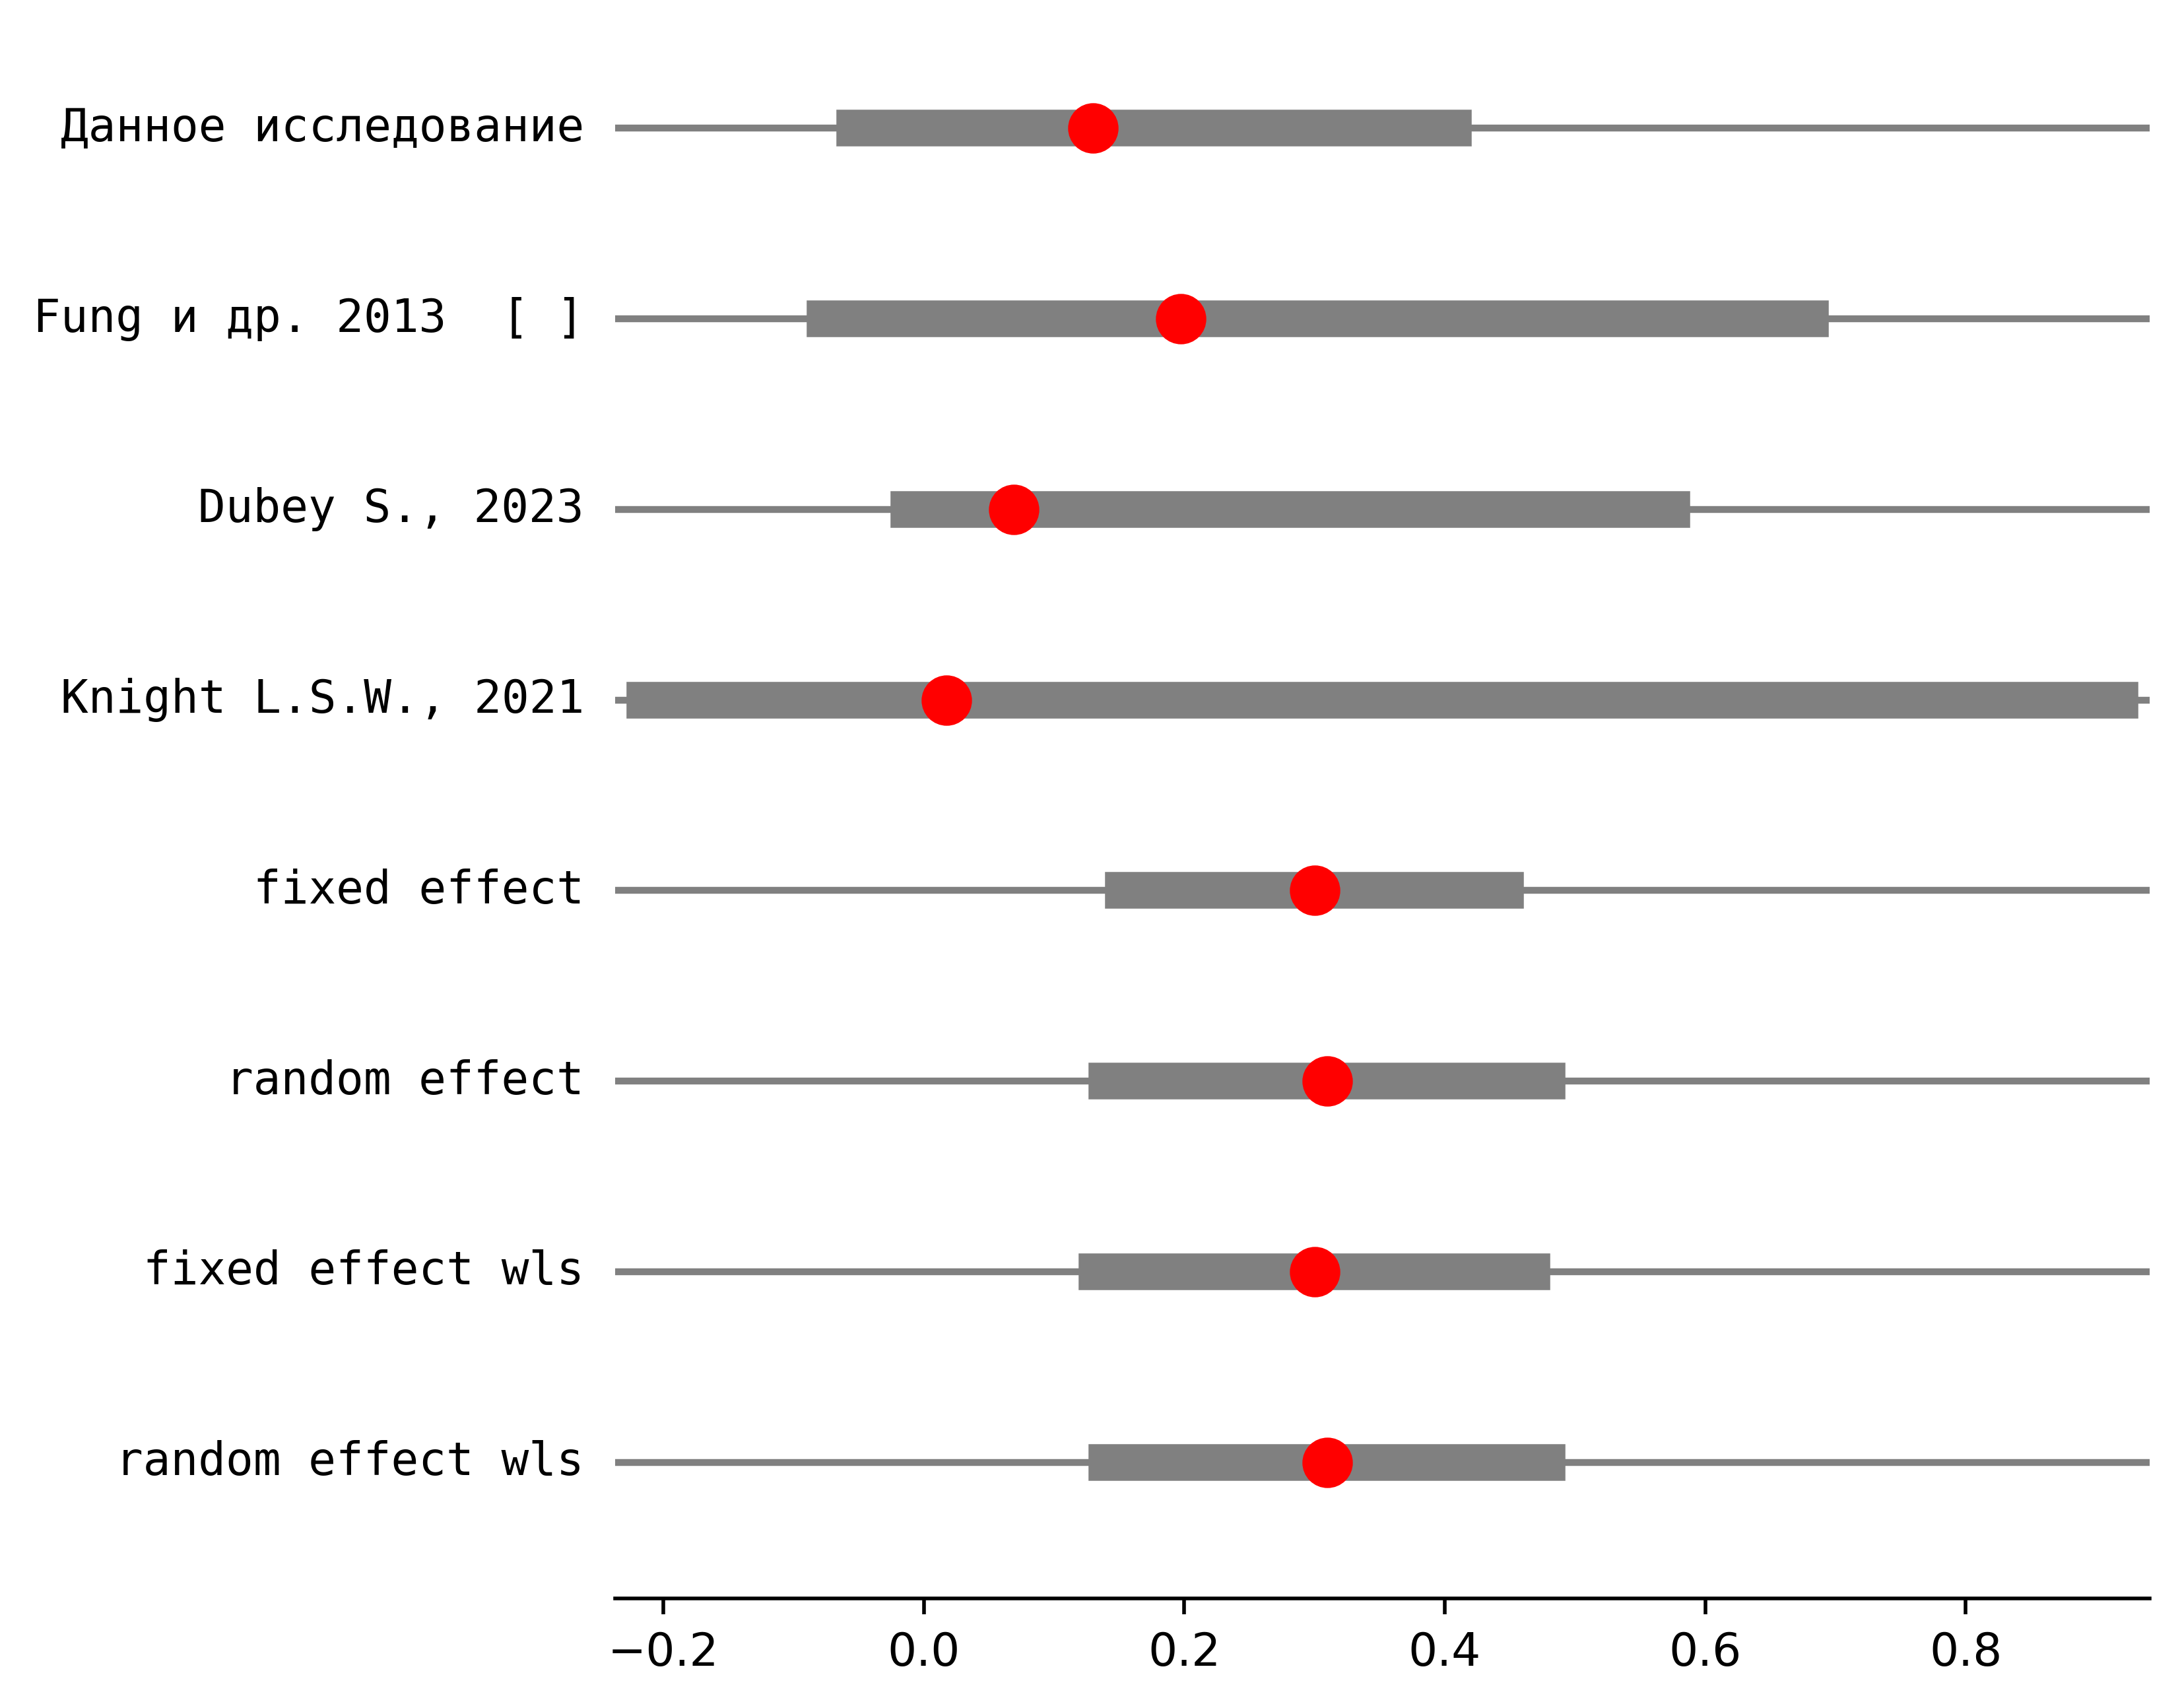 Данное исследование
Fung и др. 2013  [ ]
Dubey S., 2023
Knight L.S.W., 2021
fixed effect
random effect
fixed effect wls
random effect wls
−0.2 0.0 0.2 0.4 0.6 0.8